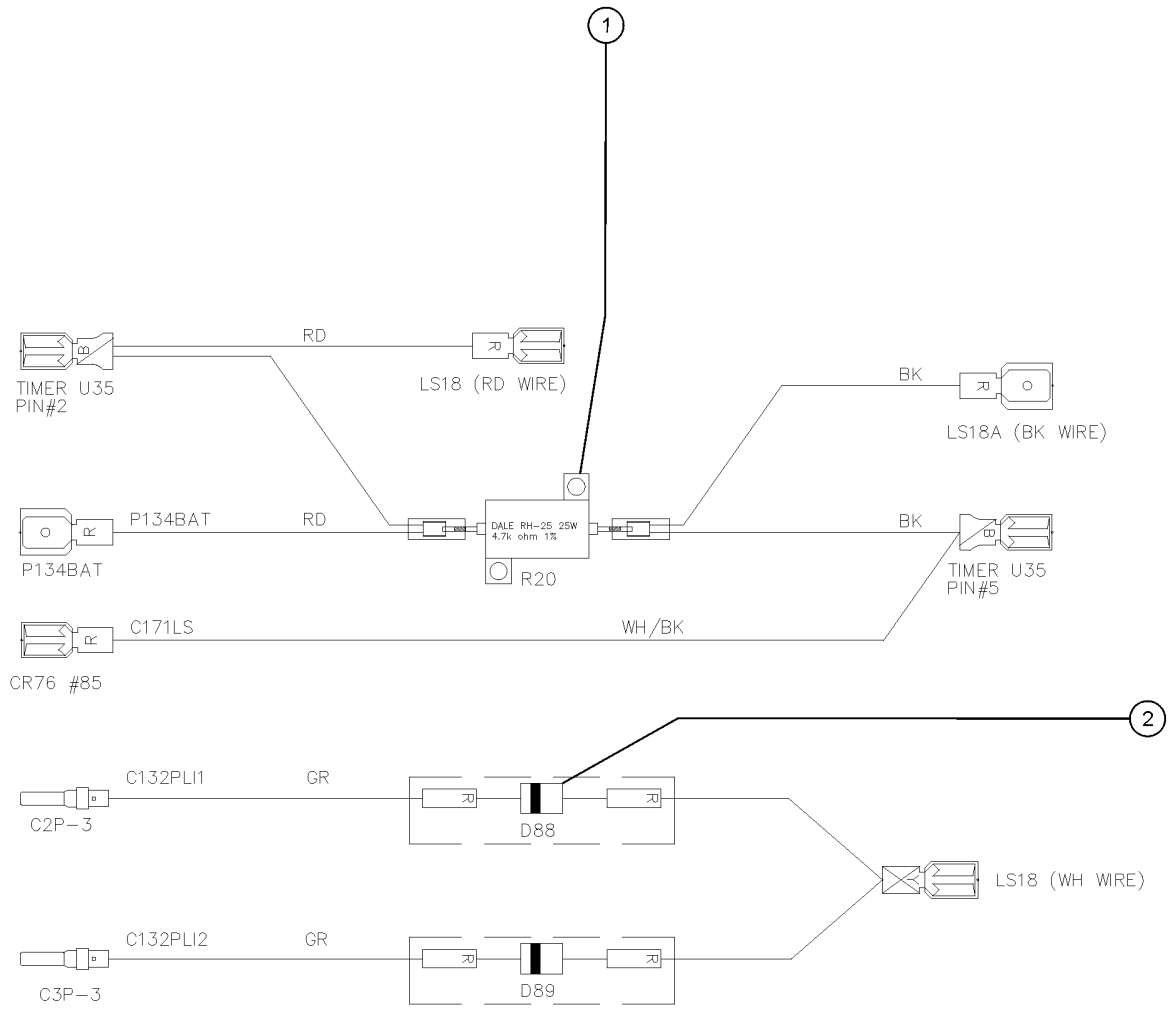 1
RD
B
R
TIMER U35
PIN#2
LS18 (RD WIRE)
BK
R
LS18A (BK WIRE)
P134BAT
RD
R
P134BAT
DALE RH-25 25W
4.7k ohm 1%
R20
BK
B
TIMER U35
PIN#5
C171LS
WH/BK
R
CR76 #85
2
C132PLI1
GR
R
R
C2P-3
D88
Y
LS18 (WH WIRE)
C132PLI2
GR
R
R
C3P-3
D89